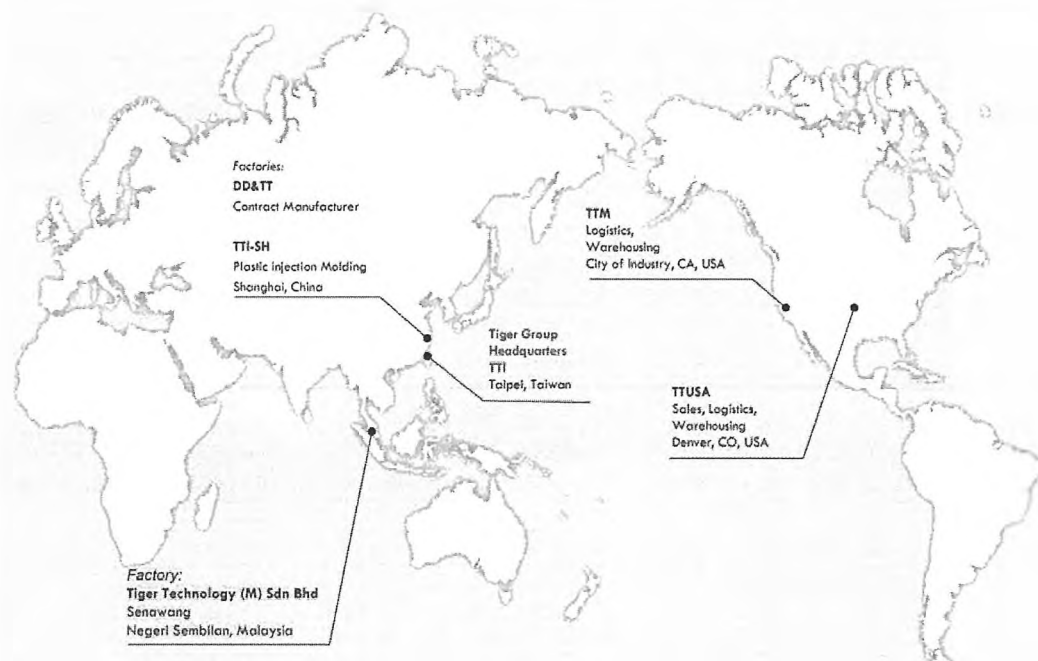 Factories:
DD&TT
Contract Manufacturer
TTI-SH
Plastic injection Molding
Shanghai, China
Tiger Group
Headquarters
TTI
Taipei, Taiwan
TTM
Logistics,
Warehousing
City of Industry, CA, USA
TTUSA
Sales, Logistics,
Warehousing
Denver, CO, USA
Factory:
Tiger Technology (M) Sdn Bhd
Senawang
Negeri Sembilan, Malaysia